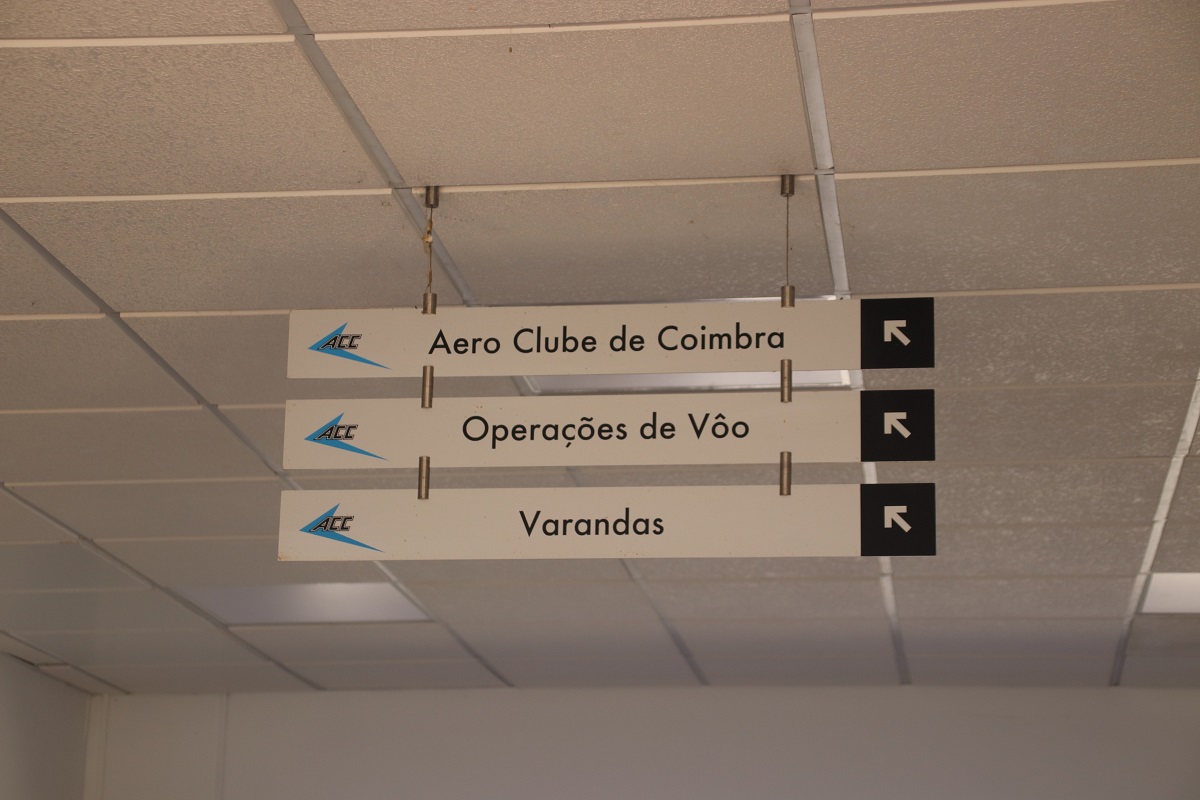 ACC Aero Clube de Coimbra
ACC Operações de Vôo
ACC Varandas